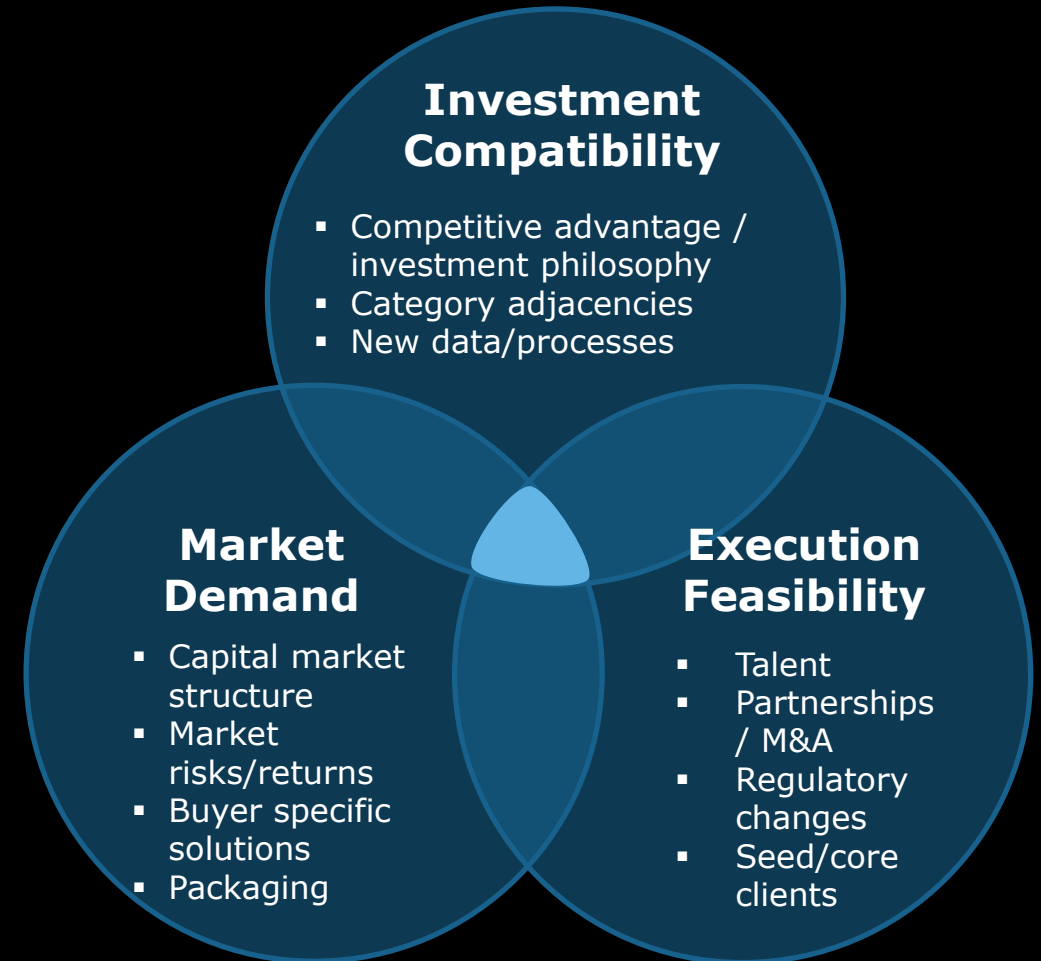 Investment
Compatibility
▪ Competitive advantage /
investment philosophy
▪ Category adjacencies
▪ New data/processes
Market
Demand
▪ Capital market
structure
▪ Market
risks/returns
▪ Buyer specific
solutions
▪ Packaging
Execution
Feasibility
▪ Talent
▪ Partnerships
/ M&A
▪ Regulatory
changes
▪ Seed/core
clients